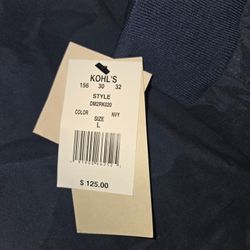 KOHL'S
156 30 32
STYLE
DM2RK020
COLOR NVY
SIZE
L
$ 125.00